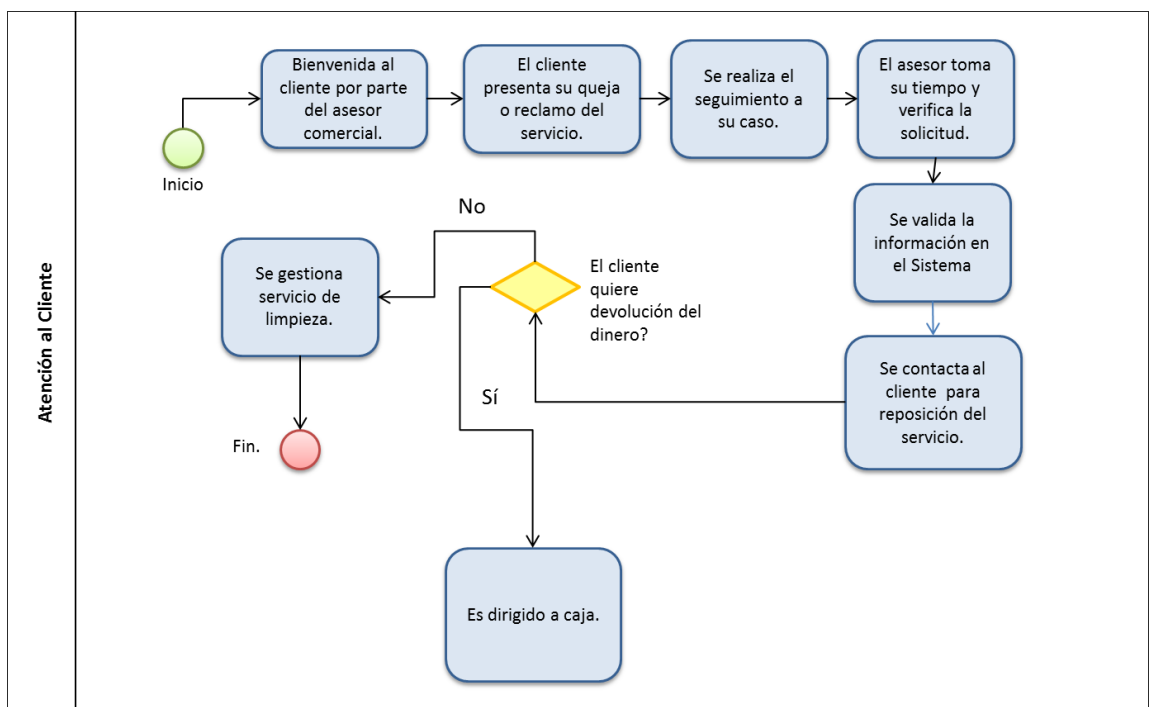 Atención al Cliente
Bienvenida al
cliente por parte
del asesor
comercial.
El cliente
presenta su queja
o reclamo del
servicio.
Se realiza el
seguimiento a
su caso.
El asesor toma
su tiempo y
verifica la
solicitud.
Inicio
Se valida la
información en
el Sistema
Se contacta al
cliente para
reposición del
servicio.
El cliente
quiere
devolución del
dinero?
No
Se gestiona
servicio de
limpieza.
Fin.
Sí
Es dirigido a caja.